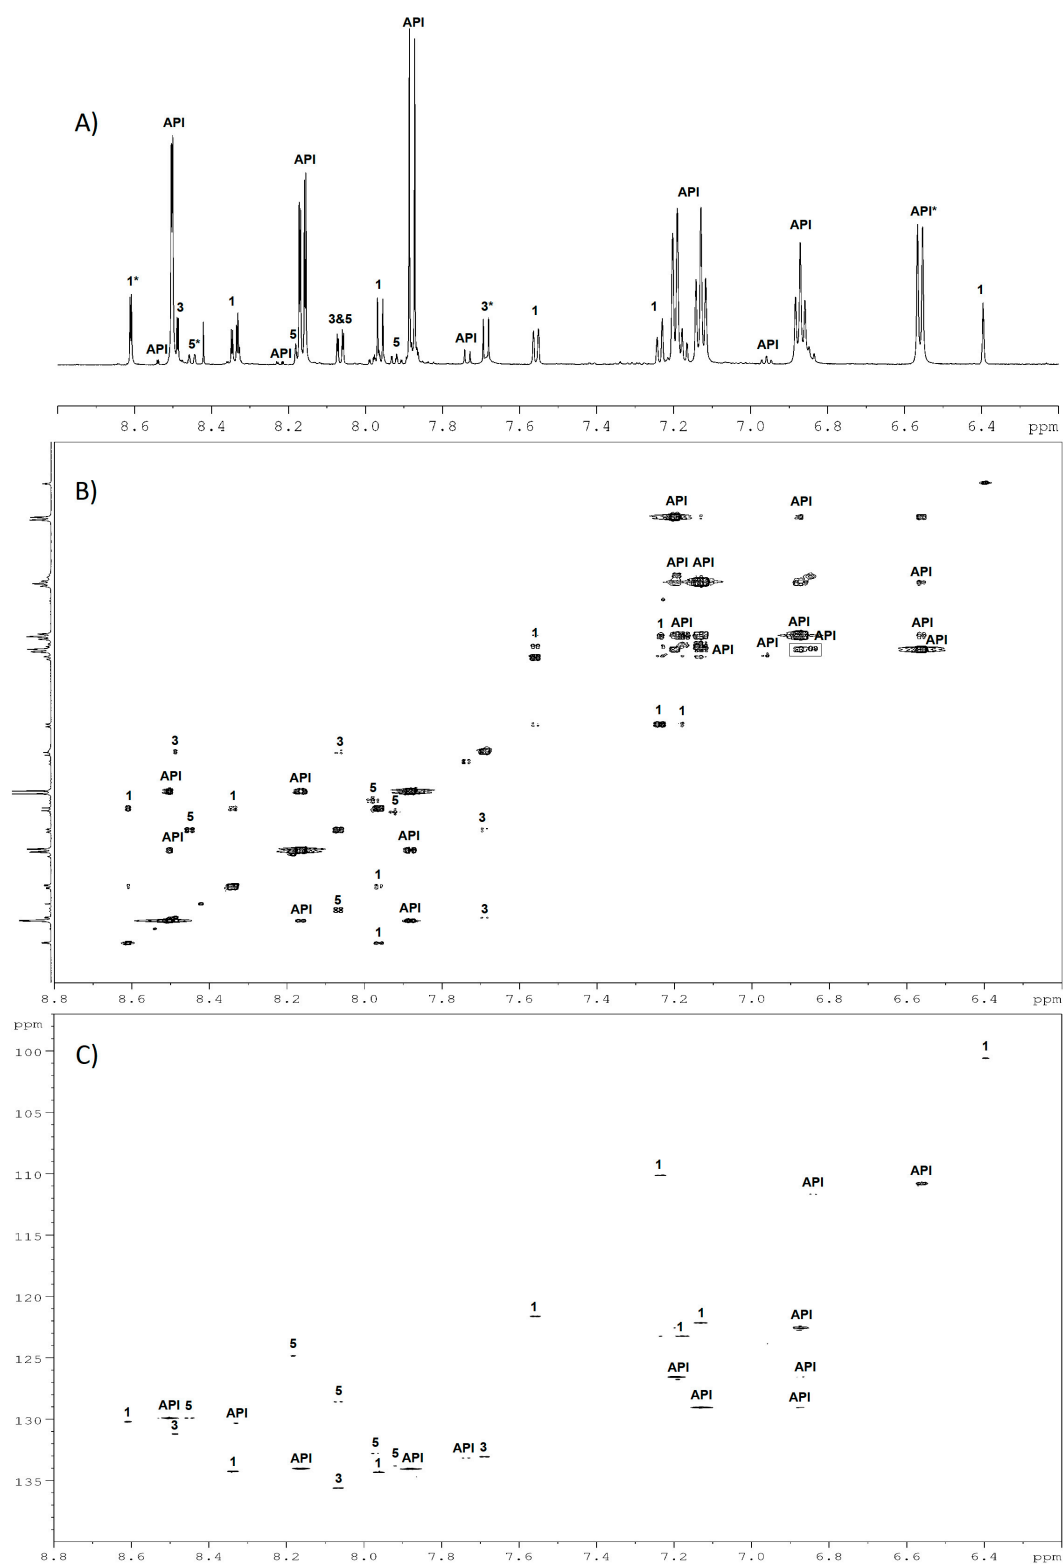 API
A)
API
API
API
API
API*
1*
3
1
1
1
1
3&5
3*
5
API
5*
API
5
API
API
8.6 8.4 8.2 8.0 7.8 7.6 7.4 7.2 7.0 6.8 6.6 6.4 ppm
B)
API API
API API API
1 1 API API API
API API API API
1 1
3 3
API API 5
1 1 5
5 3
API API
1
5
API API 3
1
8.8 8.6 8.4 8.2 8.0 7.8 7.6 7.4 7.2 7.0 6.8 6.6 6.4 ppm
ppm
C)
1
100
105
1 API API
110
115
120
1 1 API
1
5
125
API API
5
1 API 5 API API API
130
3
5 5 API 3
1 API 1 API
3
135
8.8 8.6 8.4 8.2 8.0 7.8 7.6 7.4 7.2 7.0 6.8 6.6 6.4 ppm